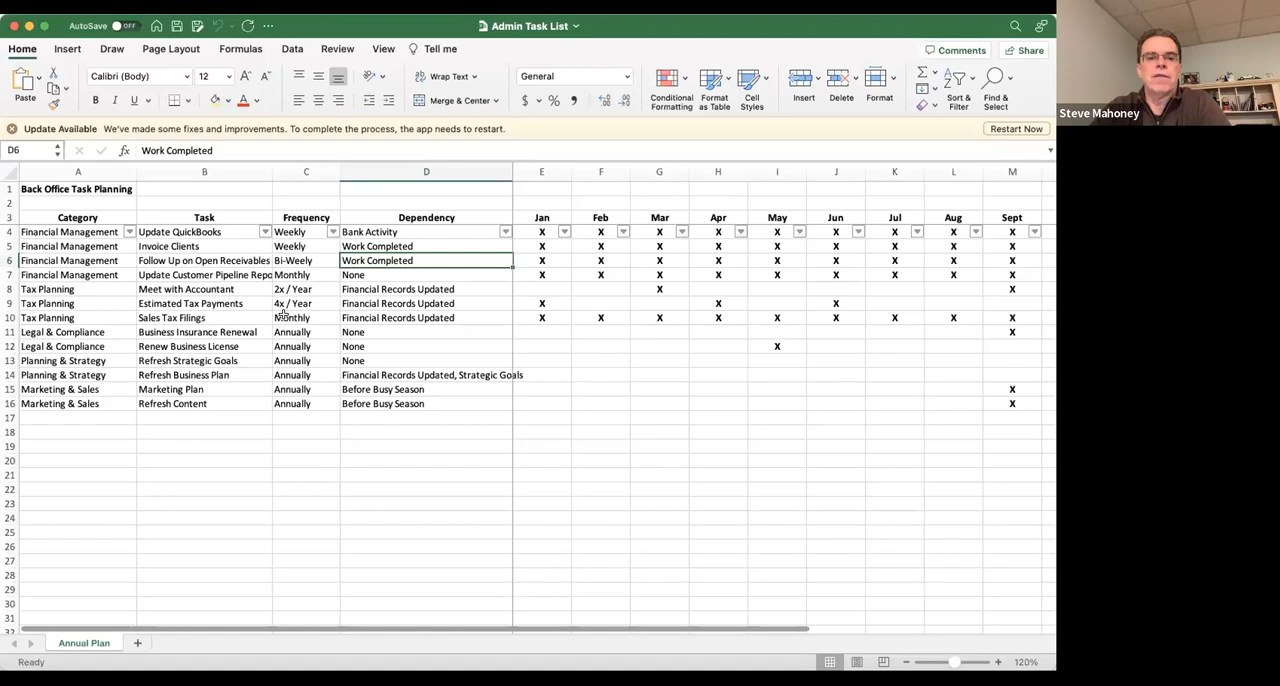 AutoSave OFF
Admin Task List
Home Insert Draw Page Layout Formulas Data Review View Tell me
Comments Share
Paste
Calibri (Body) 12
B I U
Wrap Text
Merge & Center
General
$ % 9
Conditional Formatting
Format as Table
Cell Styles
Insert Delete Format
Sort & Filter
Find & Select
Steve Mahoney
Update Available We've made some fixes and improvements. To complete the process, the app needs to restart. Restart Now
D6 fx Work Completed
A B C D E F G H I J K L M
1 Back Office Task Planning
2
3 Category Task Frequency Dependency Jan Feb Mar Apr May Jun Jul Aug Sept
4 Financial Management Update QuickBooks Weekly Bank Activity X X X X X X X X X
5 Financial Management Invoice Clients Weekly Work Completed X X X X X X X X X
6 Financial Management Follow Up on Open Receivables Bi-Weekly Work Completed X X X X X X X X X
7 Financial Management Update Customer Pipeline Repo Monthly None X X X X X X X X X
8 Tax Planning Meet with Accountant 2x / Year Financial Records Updated X X
9 Tax Planning Estimated Tax Payments 4x / Year Financial Records Updated X X X
10 Tax Planning Sales Tax Filings Monthly Financial Records Updated X X X X X X X X X
11 Legal & Compliance Business Insurance Renewal Annually None X
12 Legal & Compliance Renew Business License Annually None X
13 Planning & Strategy Refresh Strategic Goals Annually None
14 Planning & Strategy Refresh Business Plan Annually Financial Records Updated, Strategic Goals
15 Marketing & Sales Marketing Plan Annually Before Busy Season X
16 Marketing & Sales Refresh Content Annually Before Busy Season X
17
18
19
20
21
22
23
24
25
26
27
28
29
30
31
32
Annual Plan
Ready
120%